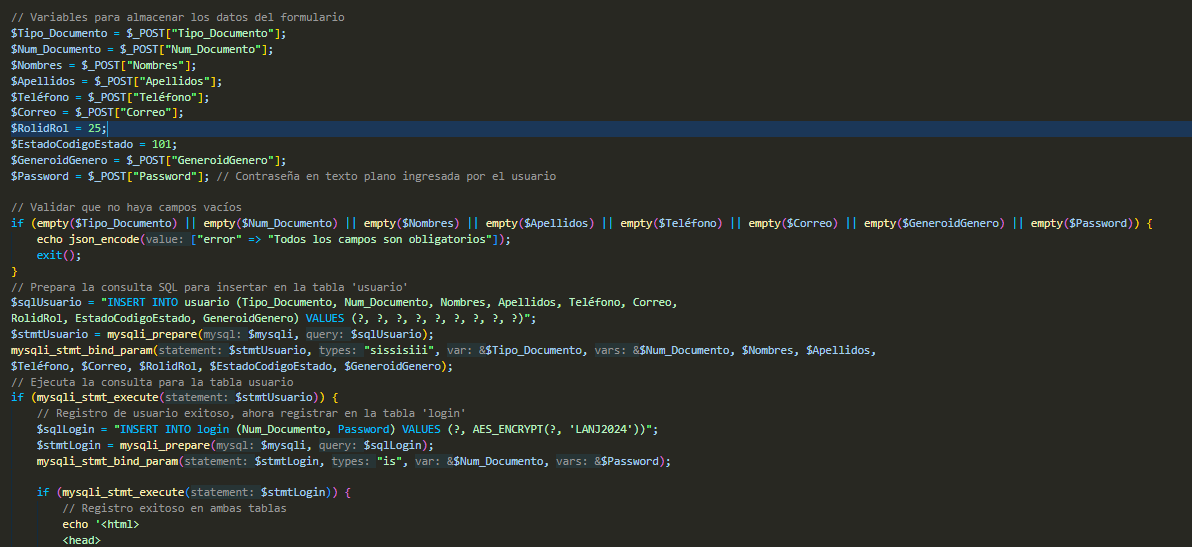 // Variables para almacenar los datos del formulario
$Tipo_Documento = $_POST["Tipo_Documento"];
$Num_Documento = $_POST["Num_Documento"];
$Nombres = $_POST["Nombres"];
$Apellidos = $_POST["Apellidos"];
$Teléfono = $_POST["Teléfono"];
$Correo = $_POST["Correo"];
$RolidRol = 25;
$EstadoCodigoEstado = 101;
$GeneroidGenero = $_POST["GeneroidGenero"];
$Password = $_POST["Password"]; // Contraseña en texto plano ingresada por el usuario
// Validar que no haya campos vacíos
if (empty($Tipo_Documento) || empty($Num_Documento) || empty($Nombres) || empty($Apellidos) || empty($Teléfono) || empty($Correo) || empty($GeneroidGenero) || empty($Password)) {
echo json_encode(value: ["error" => "Todos los campos son obligatorios"]);
exit();
}
// Prepara la consulta SQL para insertar en la tabla 'usuario'
$sqlUsuario = "INSERT INTO usuario (Tipo_Documento, Num_Documento, Nombres, Apellidos, Teléfono, Correo,
RolidRol, EstadoCodigoEstado, GeneroidGenero) VALUES (?, ?, ?, ?, ?, ?, ?, ?, ?)";
$stmtUsuario = mysqli_prepare(mysql: $mysqli, query: $sqlUsuario);
mysqli_stmt_bind_param(statement: $stmtUsuario, types: "sissisiii", var: &$Tipo_Documento, vars: &$Num_Documento, $Nombres, $Apellidos,
$Teléfono, $Correo, $RolidRol, $EstadoCodigoEstado, $GeneroidGenero);
// Ejecuta la consulta para la tabla usuario
if (mysqli_stmt_execute(statement: $stmtUsuario)) {
// Registro de usuario exitoso, ahora registrar en la tabla 'login'
$sqlLogin = "INSERT INTO login (Num_Documento, Password) VALUES (?, AES_ENCRYPT(?, 'LANJ2024'))";
$stmtLogin = mysqli_prepare(mysql: $mysqli, query: $sqlLogin);
mysqli_stmt_bind_param(statement: $stmtLogin, types: "is", var: &$Num_Documento, vars: &$Password);
if (mysqli_stmt_execute(statement: $stmtLogin)) {
// Registro exitoso en ambas tablas
echo '<html>
<head>